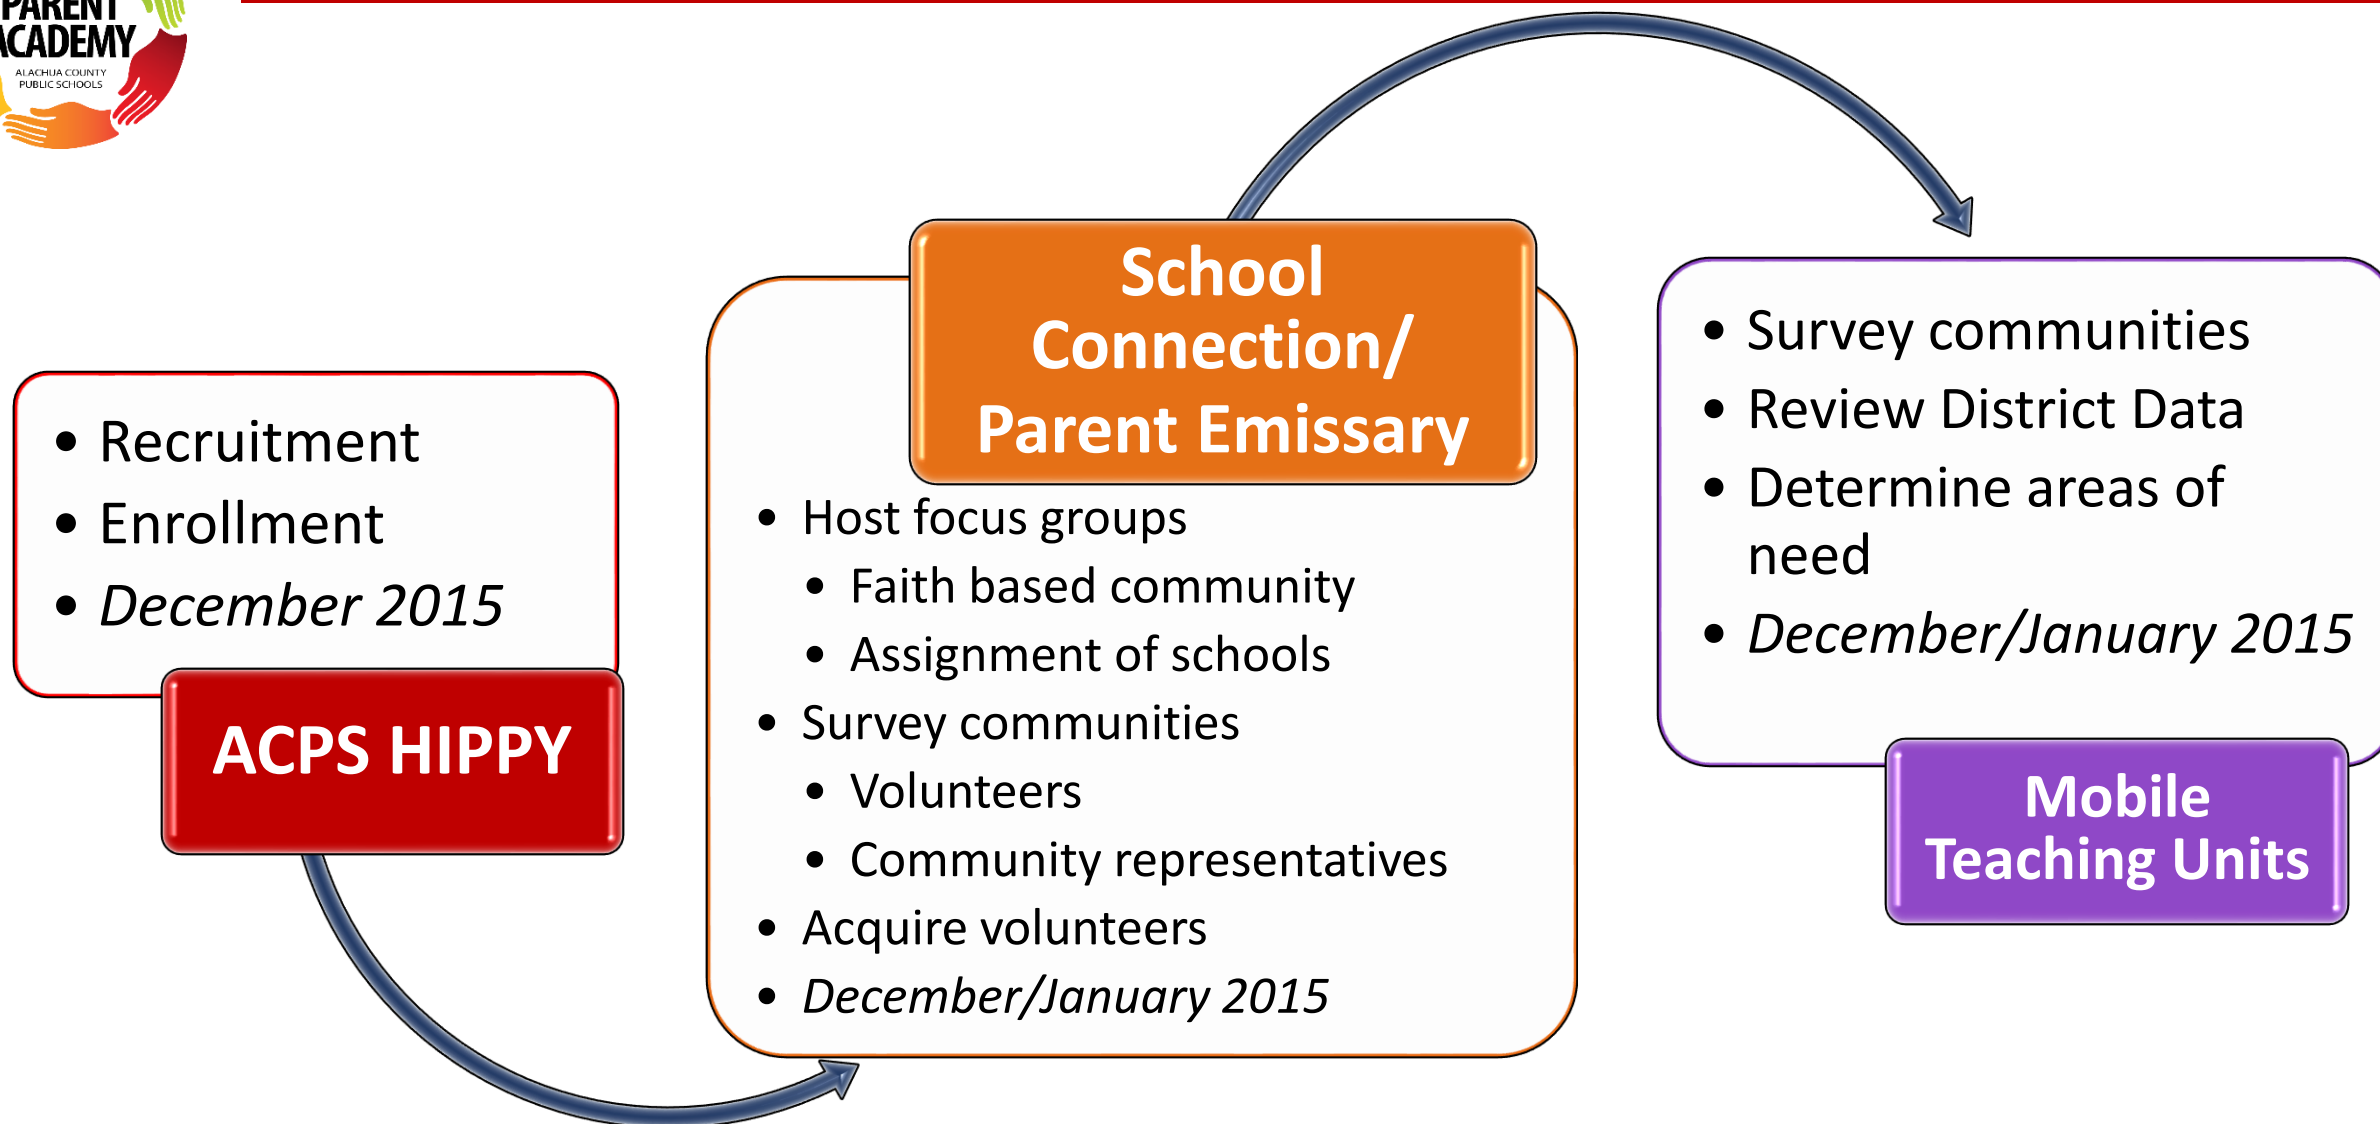 PARENT
ACADEMY
ALACHUA COUNTY
PUBLIC SCHOOLS
• Recruitment
• Enrollment
• December 2015
ACPS HIPPY
School
Connection/
Parent Emissary
• Host focus groups
• Faith based community
• Assignment of schools
• Survey communities
• Volunteers
• Community representatives
• Acquire volunteers
• December/January 2015
• Survey communities
• Review District Data
• Determine areas of
need
• December/January 2015
Mobile
Teaching Units